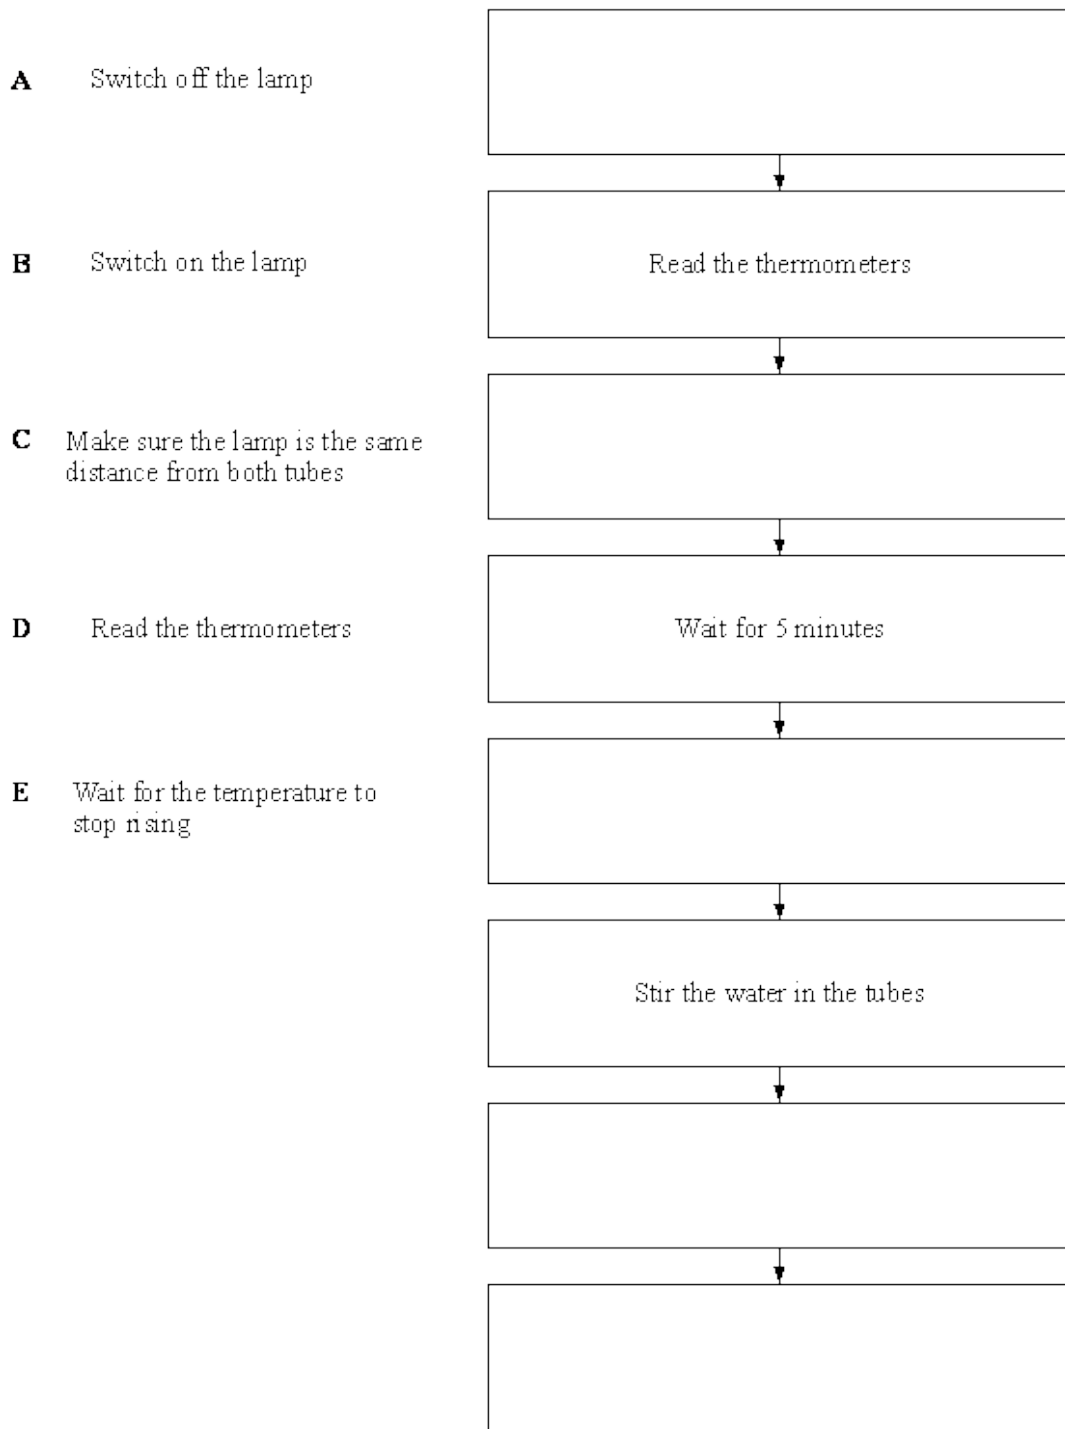 A Switch off the lamp
B Switch on the lamp
Read the thermometers
C Make sure the lamp is the same
distance from both tubes
D Read the thermometers
Wait for 5 minutes
E Wait for the temperature to
stop rising
Stir the water in the tubes